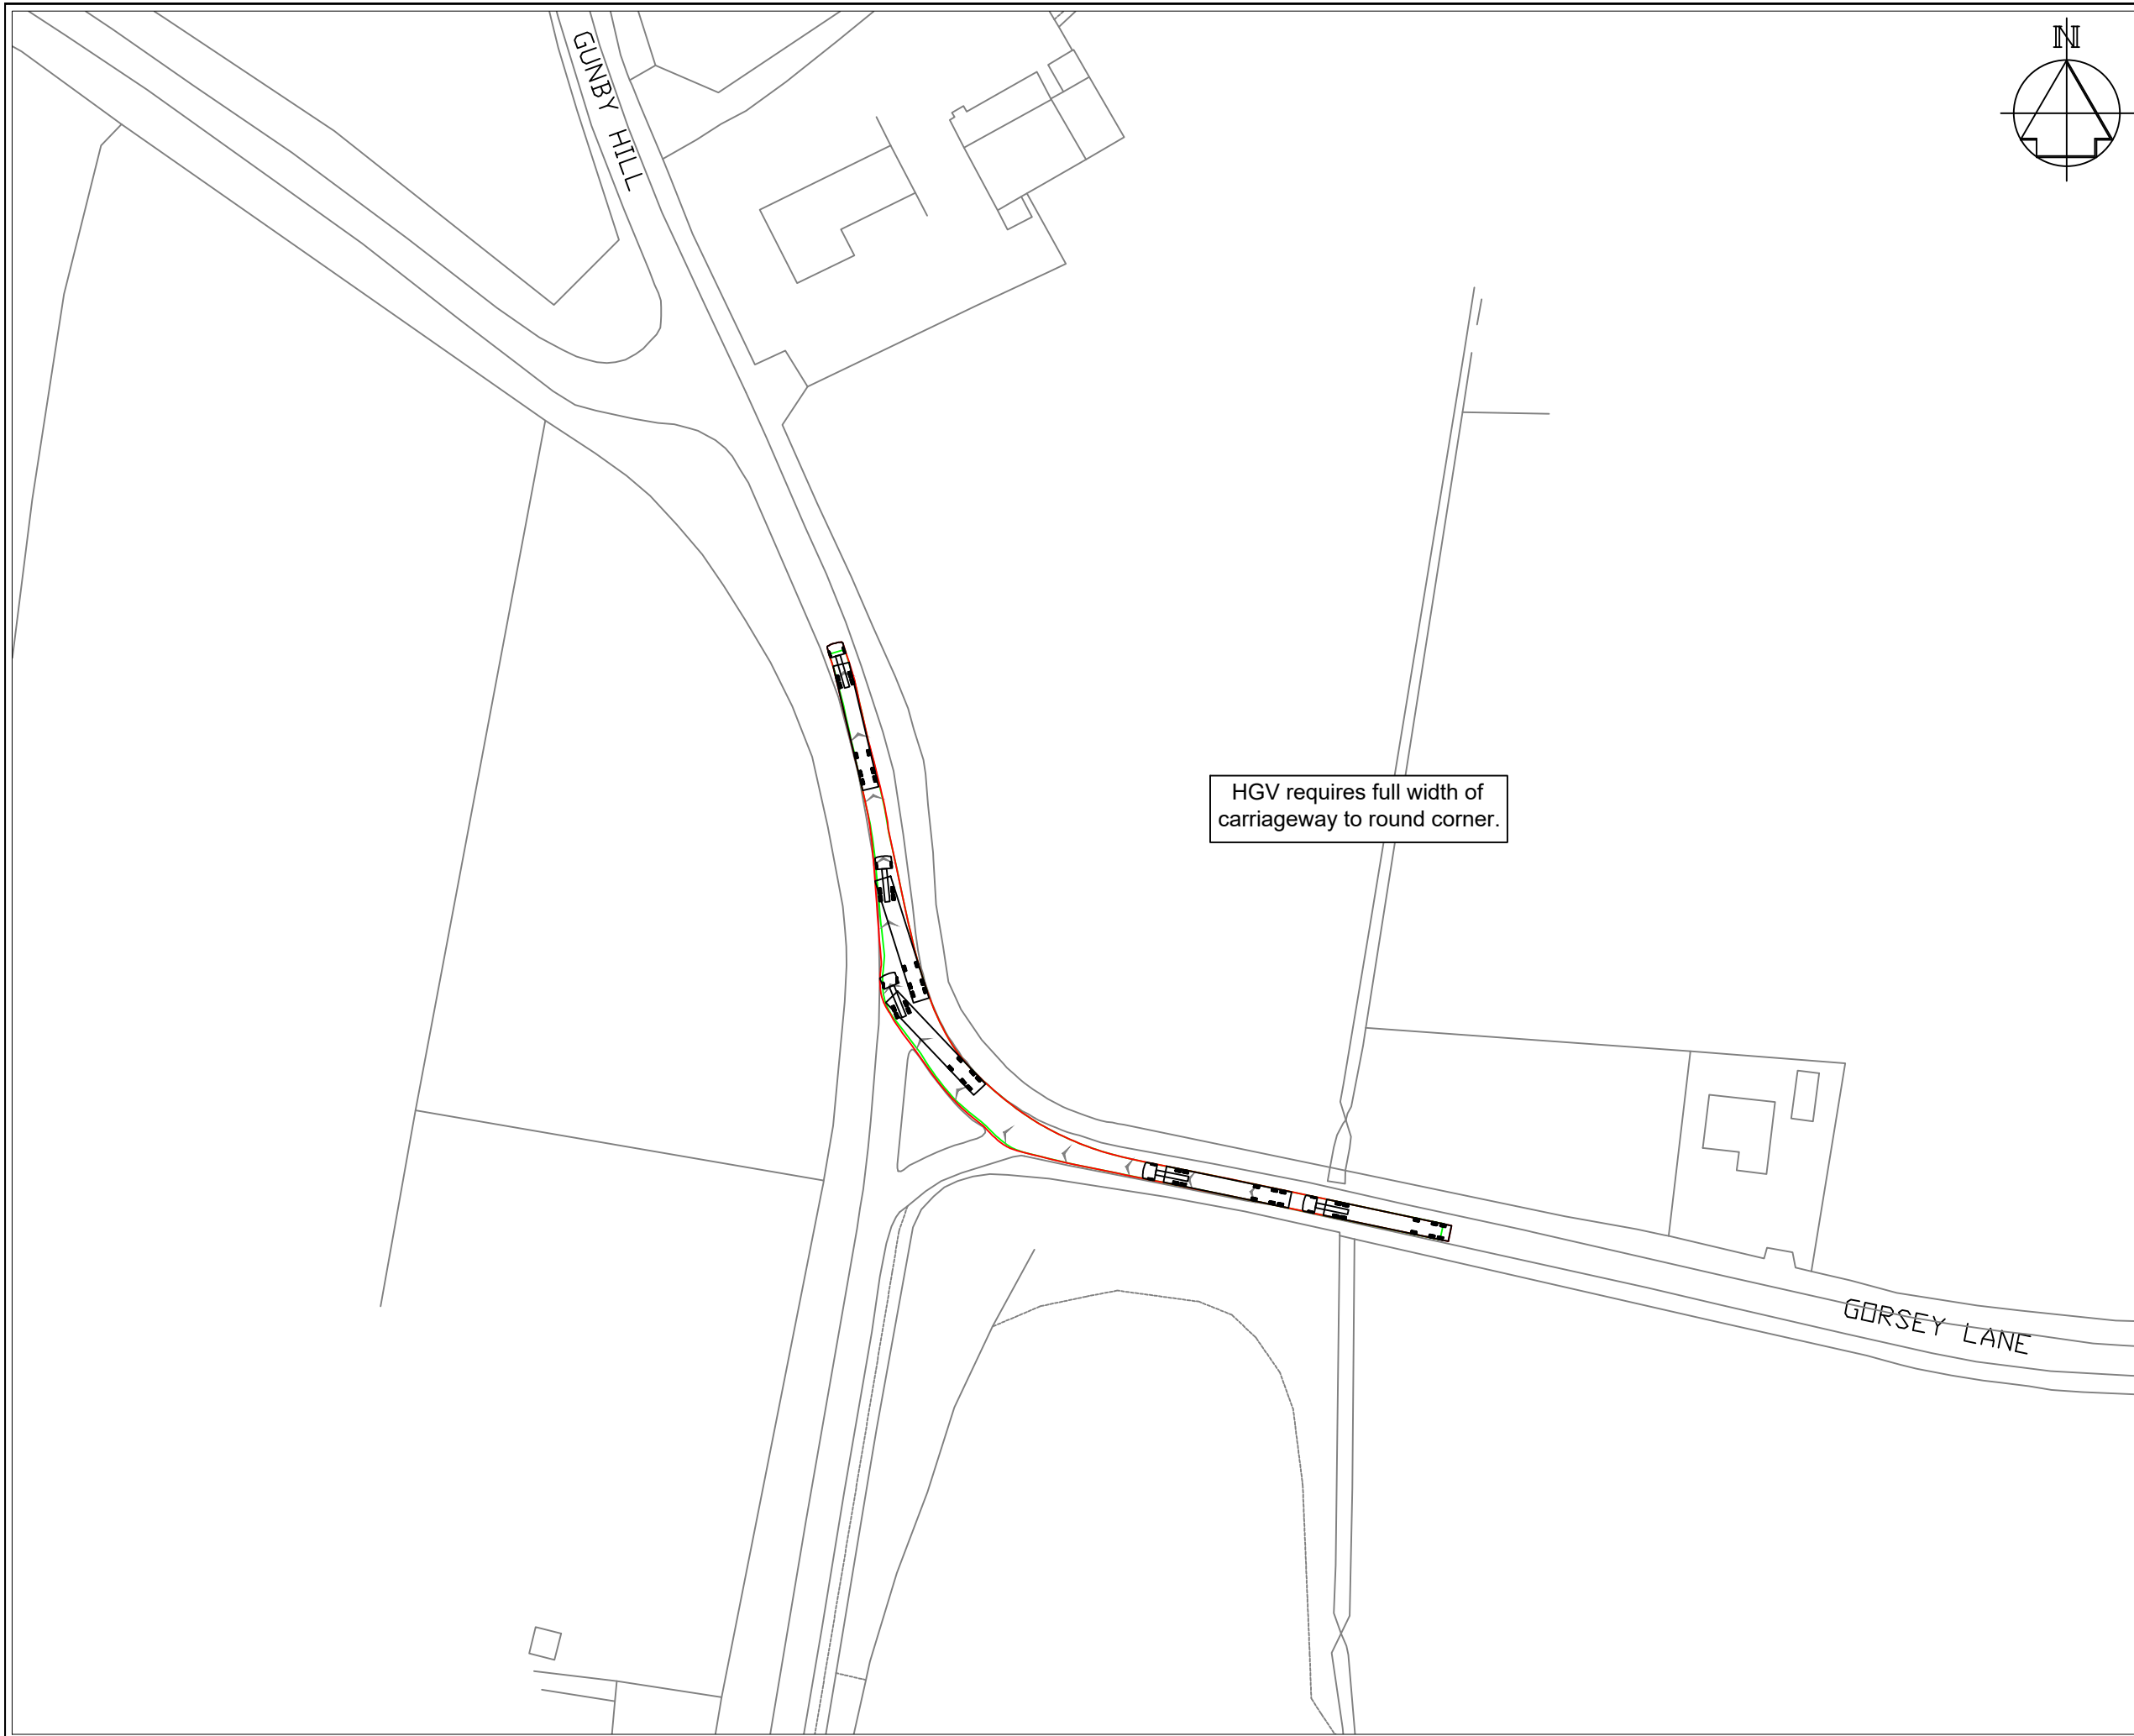 GUNBY HILL
N
HGV requires full width of
carriageway to round corner.
GORSEY LANE